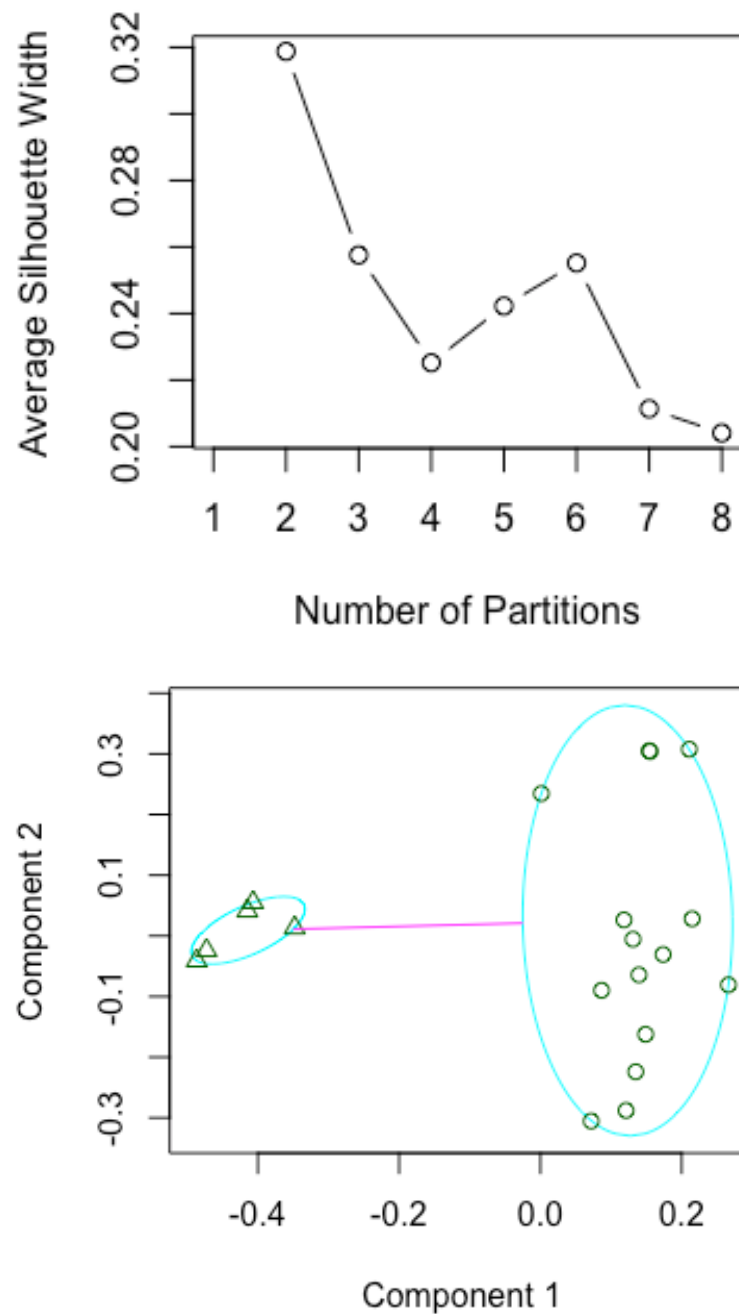 Average Silhouette Width
0.32
0.28
0.24
0.20
1 2 3 4 5 6 7 8
Number of Partitions
Component 2
0.3
0.1
-0.1
-0.3
-0.4 -0.2 0.0 0.2
Component 1